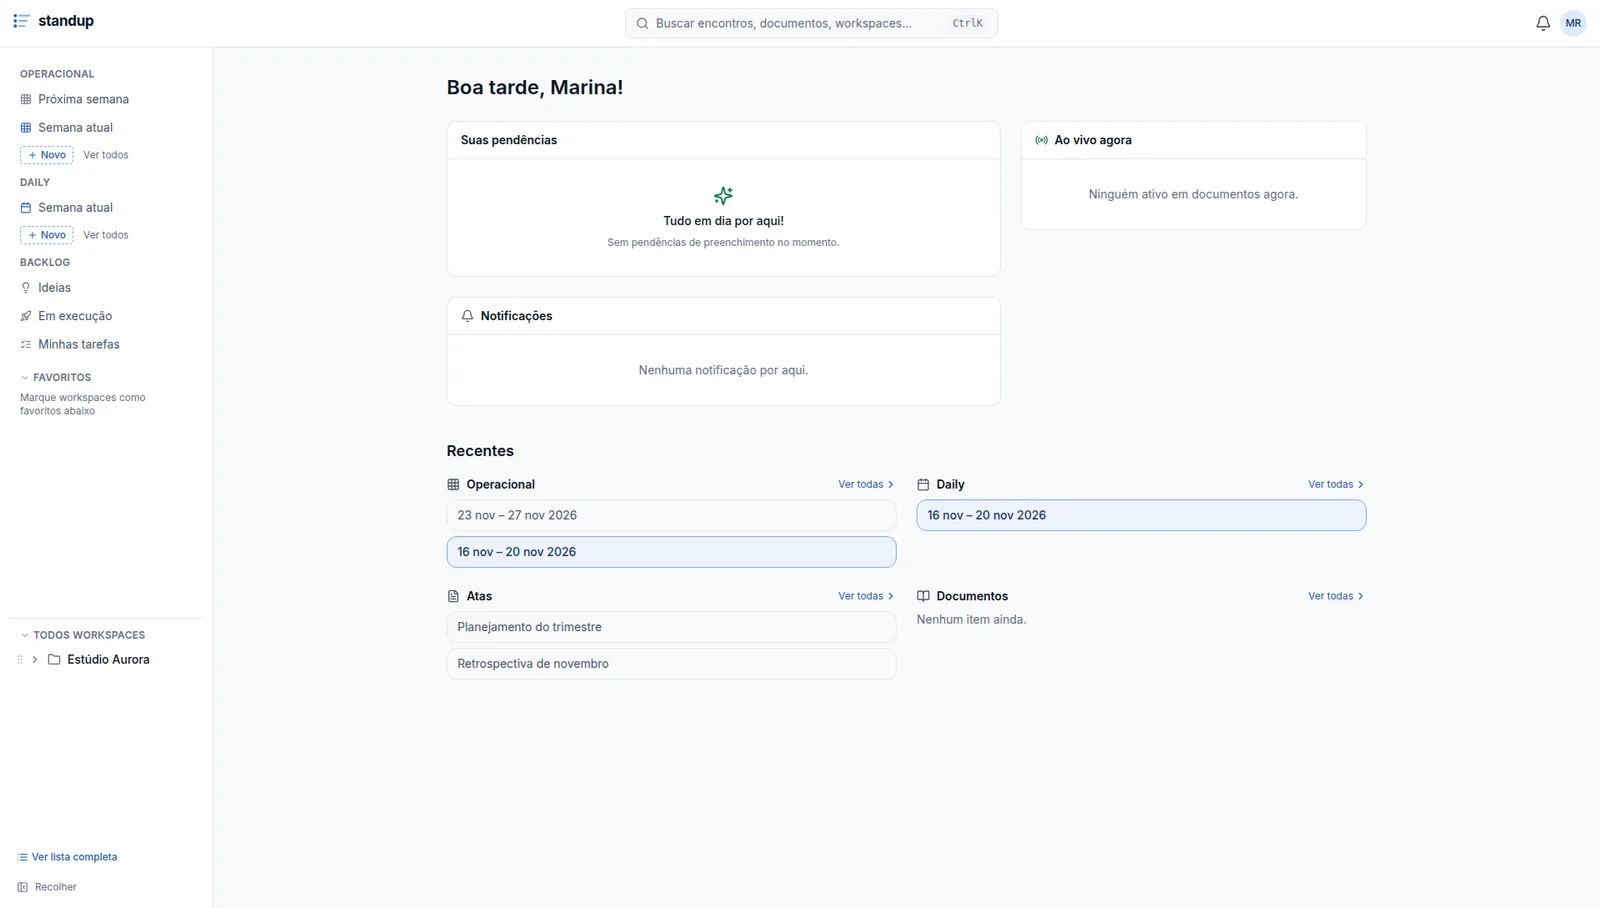 standup
Buscar encontros, documentos, workspaces...
CtrlK
MR
OPERACIONAL
Próxima semana
Semana atual
+ Novo
Ver todos
DAILY
Semana atual
+ Novo
Ver todos
BACKLOG
Ideias
Em execução
Minhas tarefas
FAVORITOS
Marque workspaces como
favoritos abaixo
TODOS WORKSPACES
Estúdio Aurora
Ver lista completa
Recolher
Boa tarde, Marina!
Suas pendências
Tudo em dia por aqui!
Sem pendências de preenchimento no momento.
Ao vivo agora
Ninguém ativo em documentos agora.
Notificações
Nenhuma notificação por aqui.
Recentes
Operacional
Ver todas
23 nov – 27 nov 2026
16 nov – 20 nov 2026
Daily
Ver todas
16 nov – 20 nov 2026
Atas
Ver todas
Planejamento do trimestre
Retrospectiva de novembro
Documentos
Ver todas
Nenhum item ainda.